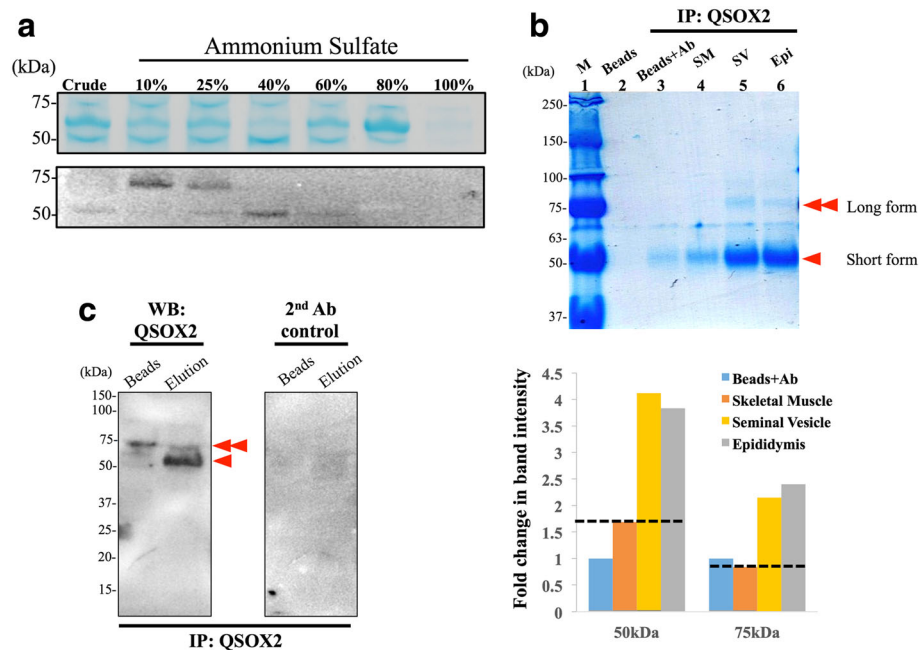 a
Ammonium Sulfate
(kDa)
Crude 10% 25% 40% 60% 80% 100%
75-
50-
75-
50-
b
IP: QSOX2
(kDa) M Beads Beads+Ab SM SV Epi
1 2 3 4 5 6
250-
150-
100-
75-
63-
50-
37-
Long form
Short form
4.5
4
3.5
3
2.5
2
1.5
1
0.5
0
Fold change in band intensity
Beads+Ab
Skeletal Muscle
Seminal Vesicle
Epididymis
50kDa 75kDa
c
WB:
QSOX2
2nd Ab
control
(kDa) Beads Elution Beads Elution
150-
100-
75-
50-
37-
25-
20-
15-
IP: QSOX2